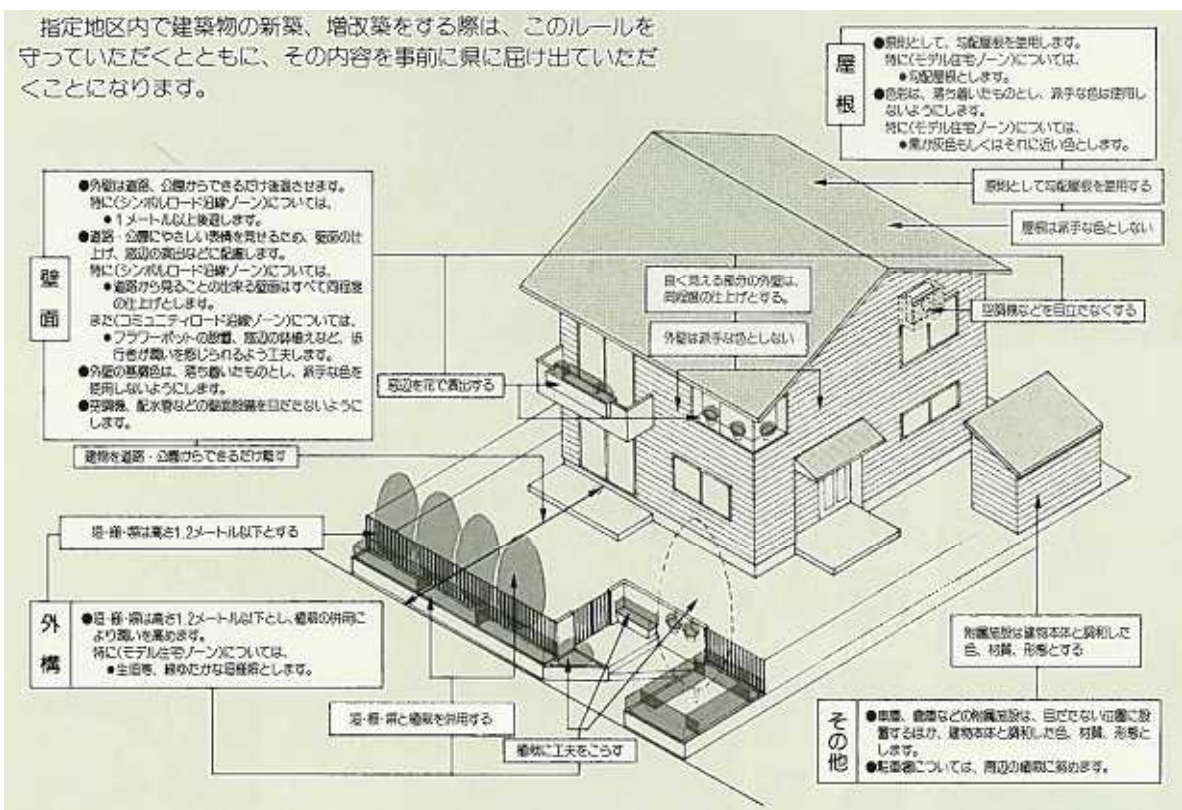 指定地区内で建築物の新築、増改築をする際は、このルールを
守っていただくとともに、その内容を事前に県に届け出ていただ
くことになります。
屋根
●原則として、勾配屋根を使用します。
特に(モデル住宅ゾーン)については、
●勾配屋根とします。
●色彩は、落ち着いたものとし、派手な色は使用し
ないようにします。
特に(モデル住宅ゾーン)については、
●黒か灰色もしくはそれに近い色とします。
原則として勾配屋根を使用する
屋根は派手な色としない
壁面
●外壁は道路、公園からできるだけ後退させます。
特に(シンボルロード沿線ゾーン)については、
●1メートル以上後退します。
●道路・公園にやさしい表情を見せるため、壁面の仕
上げ、窓辺の演出などに配慮します。
特に(シンボルロード沿線ゾーン)については、
●道路から見ることの出来る壁面はすべて同程度
の仕上げとします。
また(コミュニティロード沿線ゾーン)については、
●フラワーポットの設置、窓辺の鉢植えなど、歩
行者が潤いを感じられるよう工夫します。
●外壁の基調色は、落ち着いたものとし、派手な色を
使用しないようにします。
●空調機、配水管などの壁面設備を目だたないように
します。
良く見える部分の外壁は、
同程度の仕上げとする。
外壁は派手な色としない
空調機などを目立たなくする
窓辺を花で演出する
建物を道路・公園からできるだけ離す
垣・柵・塀は高さ1.2メートル以下とする
外構
●垣・柵・塀は高さ1.2メートル以下とし、植栽の併用に
より潤いを高めます。
特に(モデル住宅ゾーン)については、
●生垣等、緑ゆたかな垣柵塀とします。
垣・柵・塀と植栽を併用する
植栽に工夫をこらす
附属施設は建物本体と調和した
色、材質、形態とする
その他
●車庫、倉庫などの附属施設は、目だたない位置に設
置するほか、建物本体と調和した色、材質、形態と
します。
●駐車場については、周辺の植栽に努めます。